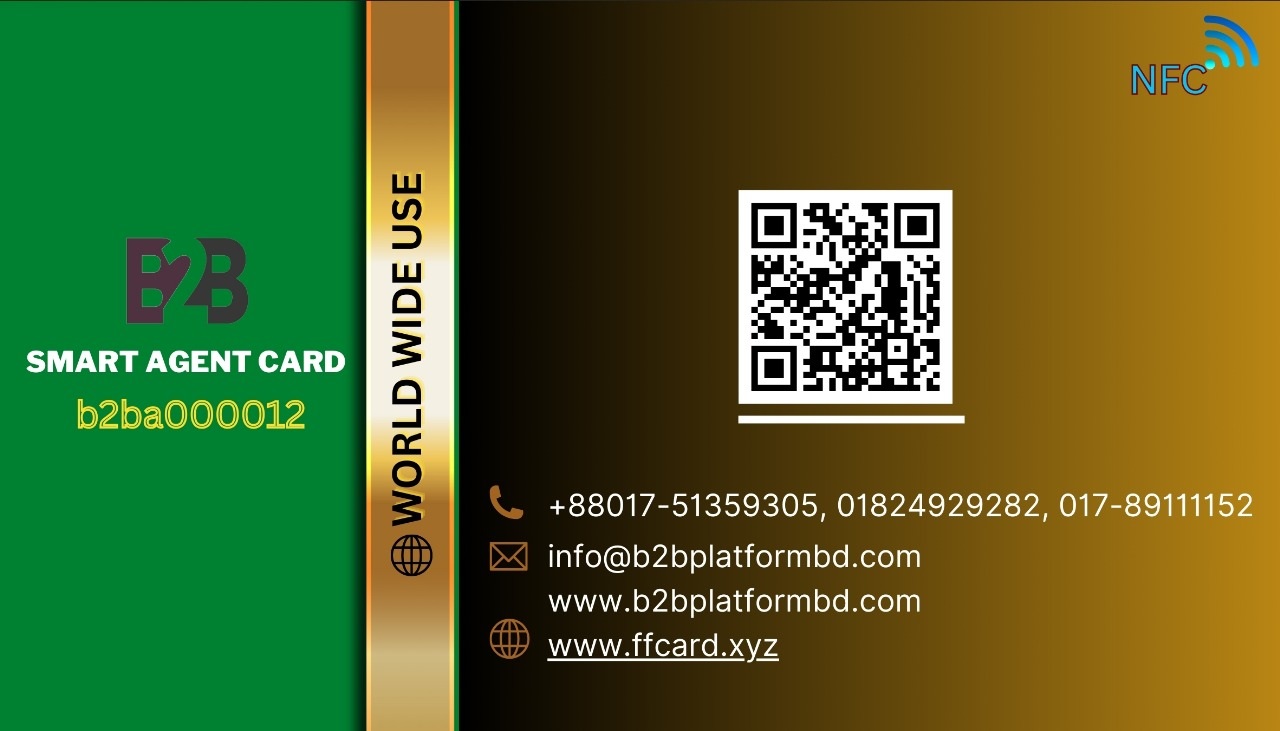 B2B
SMART AGENT CARD
b2ba000012
WORLD WIDE USE
NFC
+88017-51359305, 01824929282, 017-89111152
info@b2bplatformbd.com
www.b2bplatformbd.com
www.ffcard.xyz